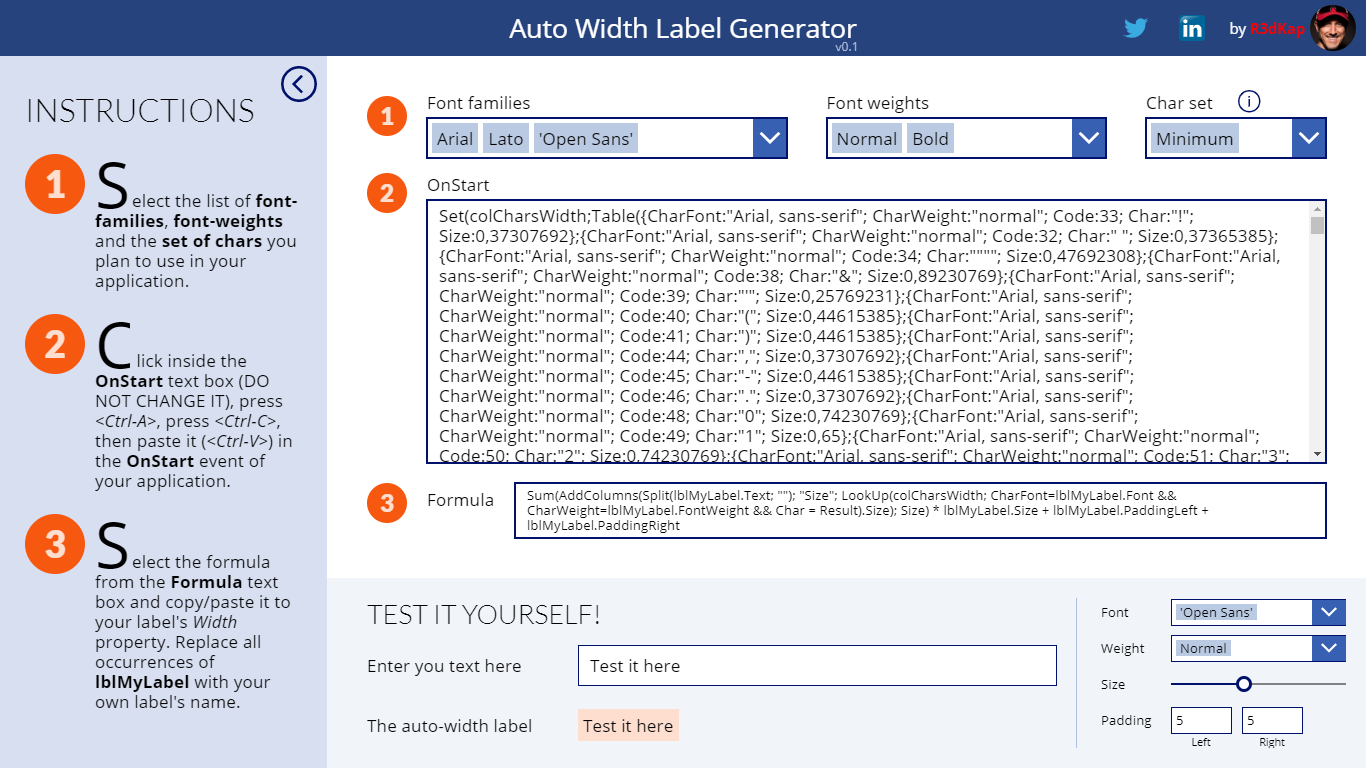 Auto Width Label Generator
v0.1
in
by R3dKap
INSTRUCTIONS
1
Select the list of font-
families, font-weights
and the set of chars you
plan to use in your
application.
2
Click inside the
OnStart text box (DO
NOT CHANGE IT), press
<Ctrl-A>, press <Ctrl-C>,
then paste it (<Ctrl-V>) in
the OnStart event of
your application.
3
Select the formula
from the Formula text
box and copy/paste it to
your label's Width
property. Replace all
occurrences of
lblMyLabel with your
own label's name.
1
Font families
Arial Lato 'Open Sans'
Font weights
Normal Bold
Char set i
Minimum
2
OnStart
Set(colCharsWidth;Table({CharFont:"Arial, sans-serif"; CharWeight:"normal"; Code:33; Char:"!";
Size:0,37307692};{CharFont:"Arial, sans-serif"; CharWeight:"normal"; Code:32; Char:" "; Size:0,37365385};
{CharFont:"Arial, sans-serif"; CharWeight:"normal"; Code:34; Char:""""; Size:0,47692308};{CharFont:"Arial,
sans-serif"; CharWeight:"normal"; Code:38; Char:"&"; Size:0,89230769};{CharFont:"Arial, sans-serif";
CharWeight:"normal"; Code:39; Char:"'"; Size:0,25769231};{CharFont:"Arial, sans-serif";
CharWeight:"normal"; Code:40; Char:"("; Size:0,44615385};{CharFont:"Arial, sans-serif";
CharWeight:"normal"; Code:41; Char:")"; Size:0,44615385};{CharFont:"Arial, sans-serif";
CharWeight:"normal"; Code:44; Char:","; Size:0,37307692};{CharFont:"Arial, sans-serif";
CharWeight:"normal"; Code:45; Char:"-"; Size:0,44615385};{CharFont:"Arial, sans-serif";
CharWeight:"normal"; Code:46; Char:"."; Size:0,37307692};{CharFont:"Arial, sans-serif";
CharWeight:"normal"; Code:48; Char:"0"; Size:0,74230769};{CharFont:"Arial, sans-serif";
CharWeight:"normal"; Code:49; Char:"1"; Size:0,65};{CharFont:"Arial, sans-serif"; CharWeight:"normal";
Code:50; Char:"2"; Size:0,74230769};{CharFont:"Arial, sans-serif"; CharWeight:"normal"; Code:51; Char:"3";
3
Formula
Sum(AddColumns(Split(lblMyLabel.Text; ""); "Size"; LookUp(colCharsWidth; CharFont=lblMyLabel.Font &&
CharWeight=lblMyLabel.FontWeight && Char = Result).Size); Size) * lblMyLabel.Size + lblMyLabel.PaddingLeft +
lblMyLabel.PaddingRight
TEST IT YOURSELF!
Enter you text here
Test it here
The auto-width label
Test it here
Font
'Open Sans'
Weight
Normal
Size
Padding
5 5
Left Right